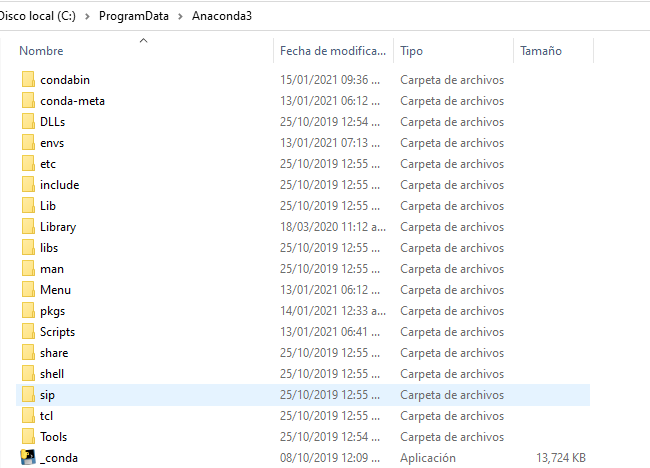 Disco local (C:) > ProgramData > Anaconda3
Nombre Fecha de modifica... Tipo Tamaño
condabin 15/01/2021 09:36 ... Carpeta de archivos
conda-meta 13/01/2021 06:12 ... Carpeta de archivos
DLLs 25/10/2019 12:54 ... Carpeta de archivos
envs 13/01/2021 07:13 ... Carpeta de archivos
etc 25/10/2019 12:55 ... Carpeta de archivos
include 25/10/2019 12:55 ... Carpeta de archivos
Lib 25/10/2019 12:55 ... Carpeta de archivos
Library 18/03/2020 11:12 a... Carpeta de archivos
libs 25/10/2019 12:55 ... Carpeta de archivos
man 25/10/2019 12:55 ... Carpeta de archivos
Menu 13/01/2021 06:12 ... Carpeta de archivos
pkgs 14/01/2021 12:33 a... Carpeta de archivos
Scripts 13/01/2021 06:41 ... Carpeta de archivos
share 25/10/2019 12:55 ... Carpeta de archivos
shell 25/10/2019 12:55 ... Carpeta de archivos
sip 25/10/2019 12:55 ... Carpeta de archivos
tcl 25/10/2019 12:55 ... Carpeta de archivos
Tools 25/10/2019 12:54 ... Carpeta de archivos
_conda 08/10/2019 12:09 ... Aplicación 13,724 KB